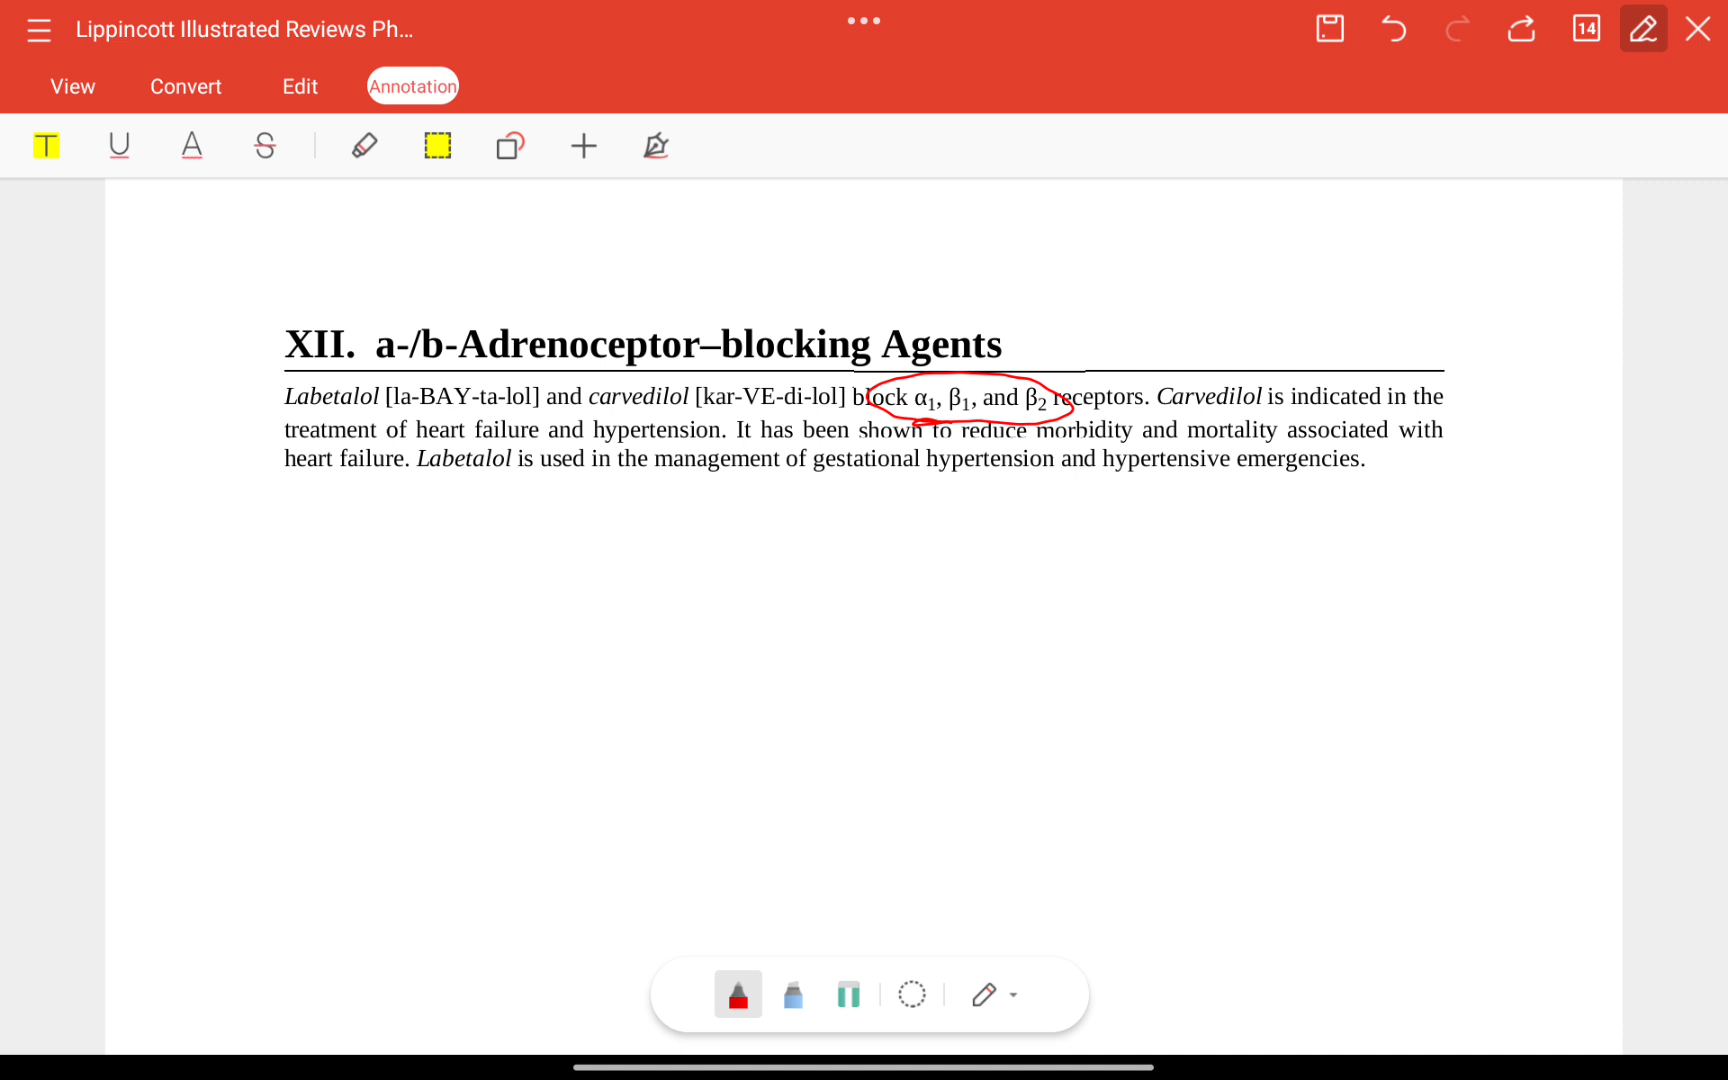 Lippincott Illustrated Reviews Ph...
14
View Convert Edit Annotation
T U A S
XII. a-/b-Adrenoceptor–blocking Agents
Labetalol [la-BAY-ta-lol] and carvedilol [kar-VE-di-lol] block α₁, β₁, and β₂ receptors. Carvedilol is indicated in the
treatment of heart failure and hypertension. It has been shown to reduce morbidity and mortality associated with
heart failure. Labetalol is used in the management of gestational hypertension and hypertensive emergencies.